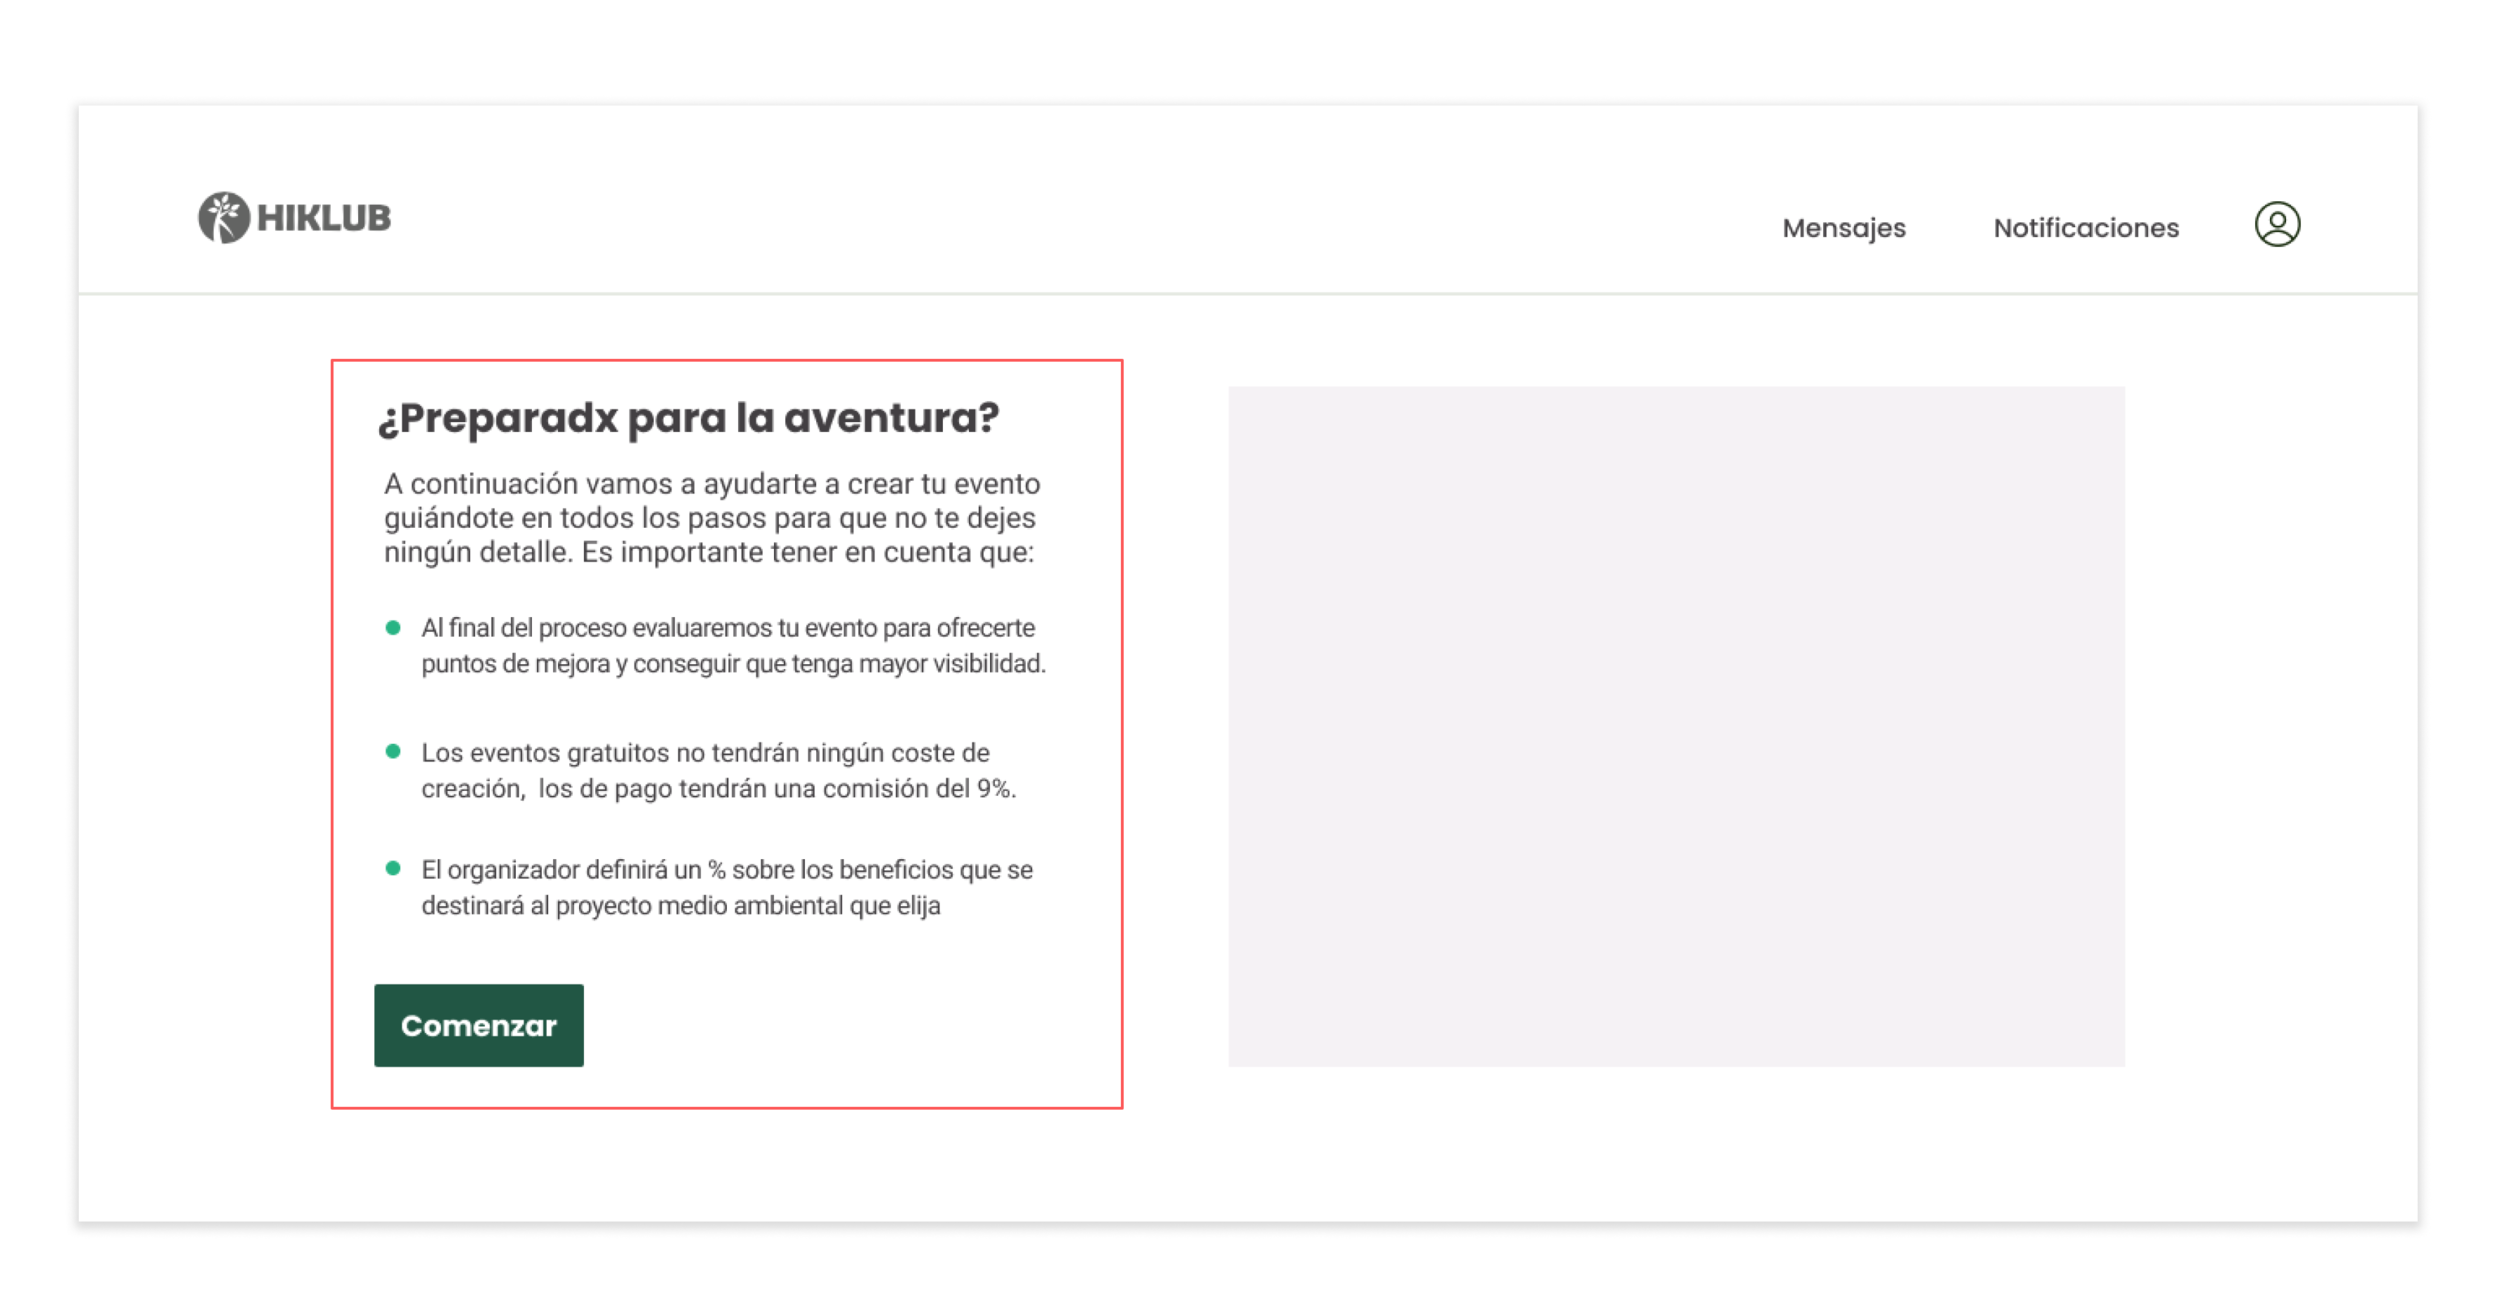 HIKLUB
Mensajes
Notificaciones
¿Preparadx para la aventura?
A continuación vamos a ayudarte a crear tu evento
guiándote en todos los pasos para que no te dejes
ningún detalle. Es importante tener en cuenta que:
Al final del proceso evaluaremos tu evento para ofrecerte
puntos de mejora y conseguir que tenga mayor visibilidad.
Los eventos gratuitos no tendrán ningún coste de
creación,  los de pago tendrán una comisión del 9%.
El organizador definirá un % sobre los beneficios que se
destinará al proyecto medio ambiental que elija
Comenzar